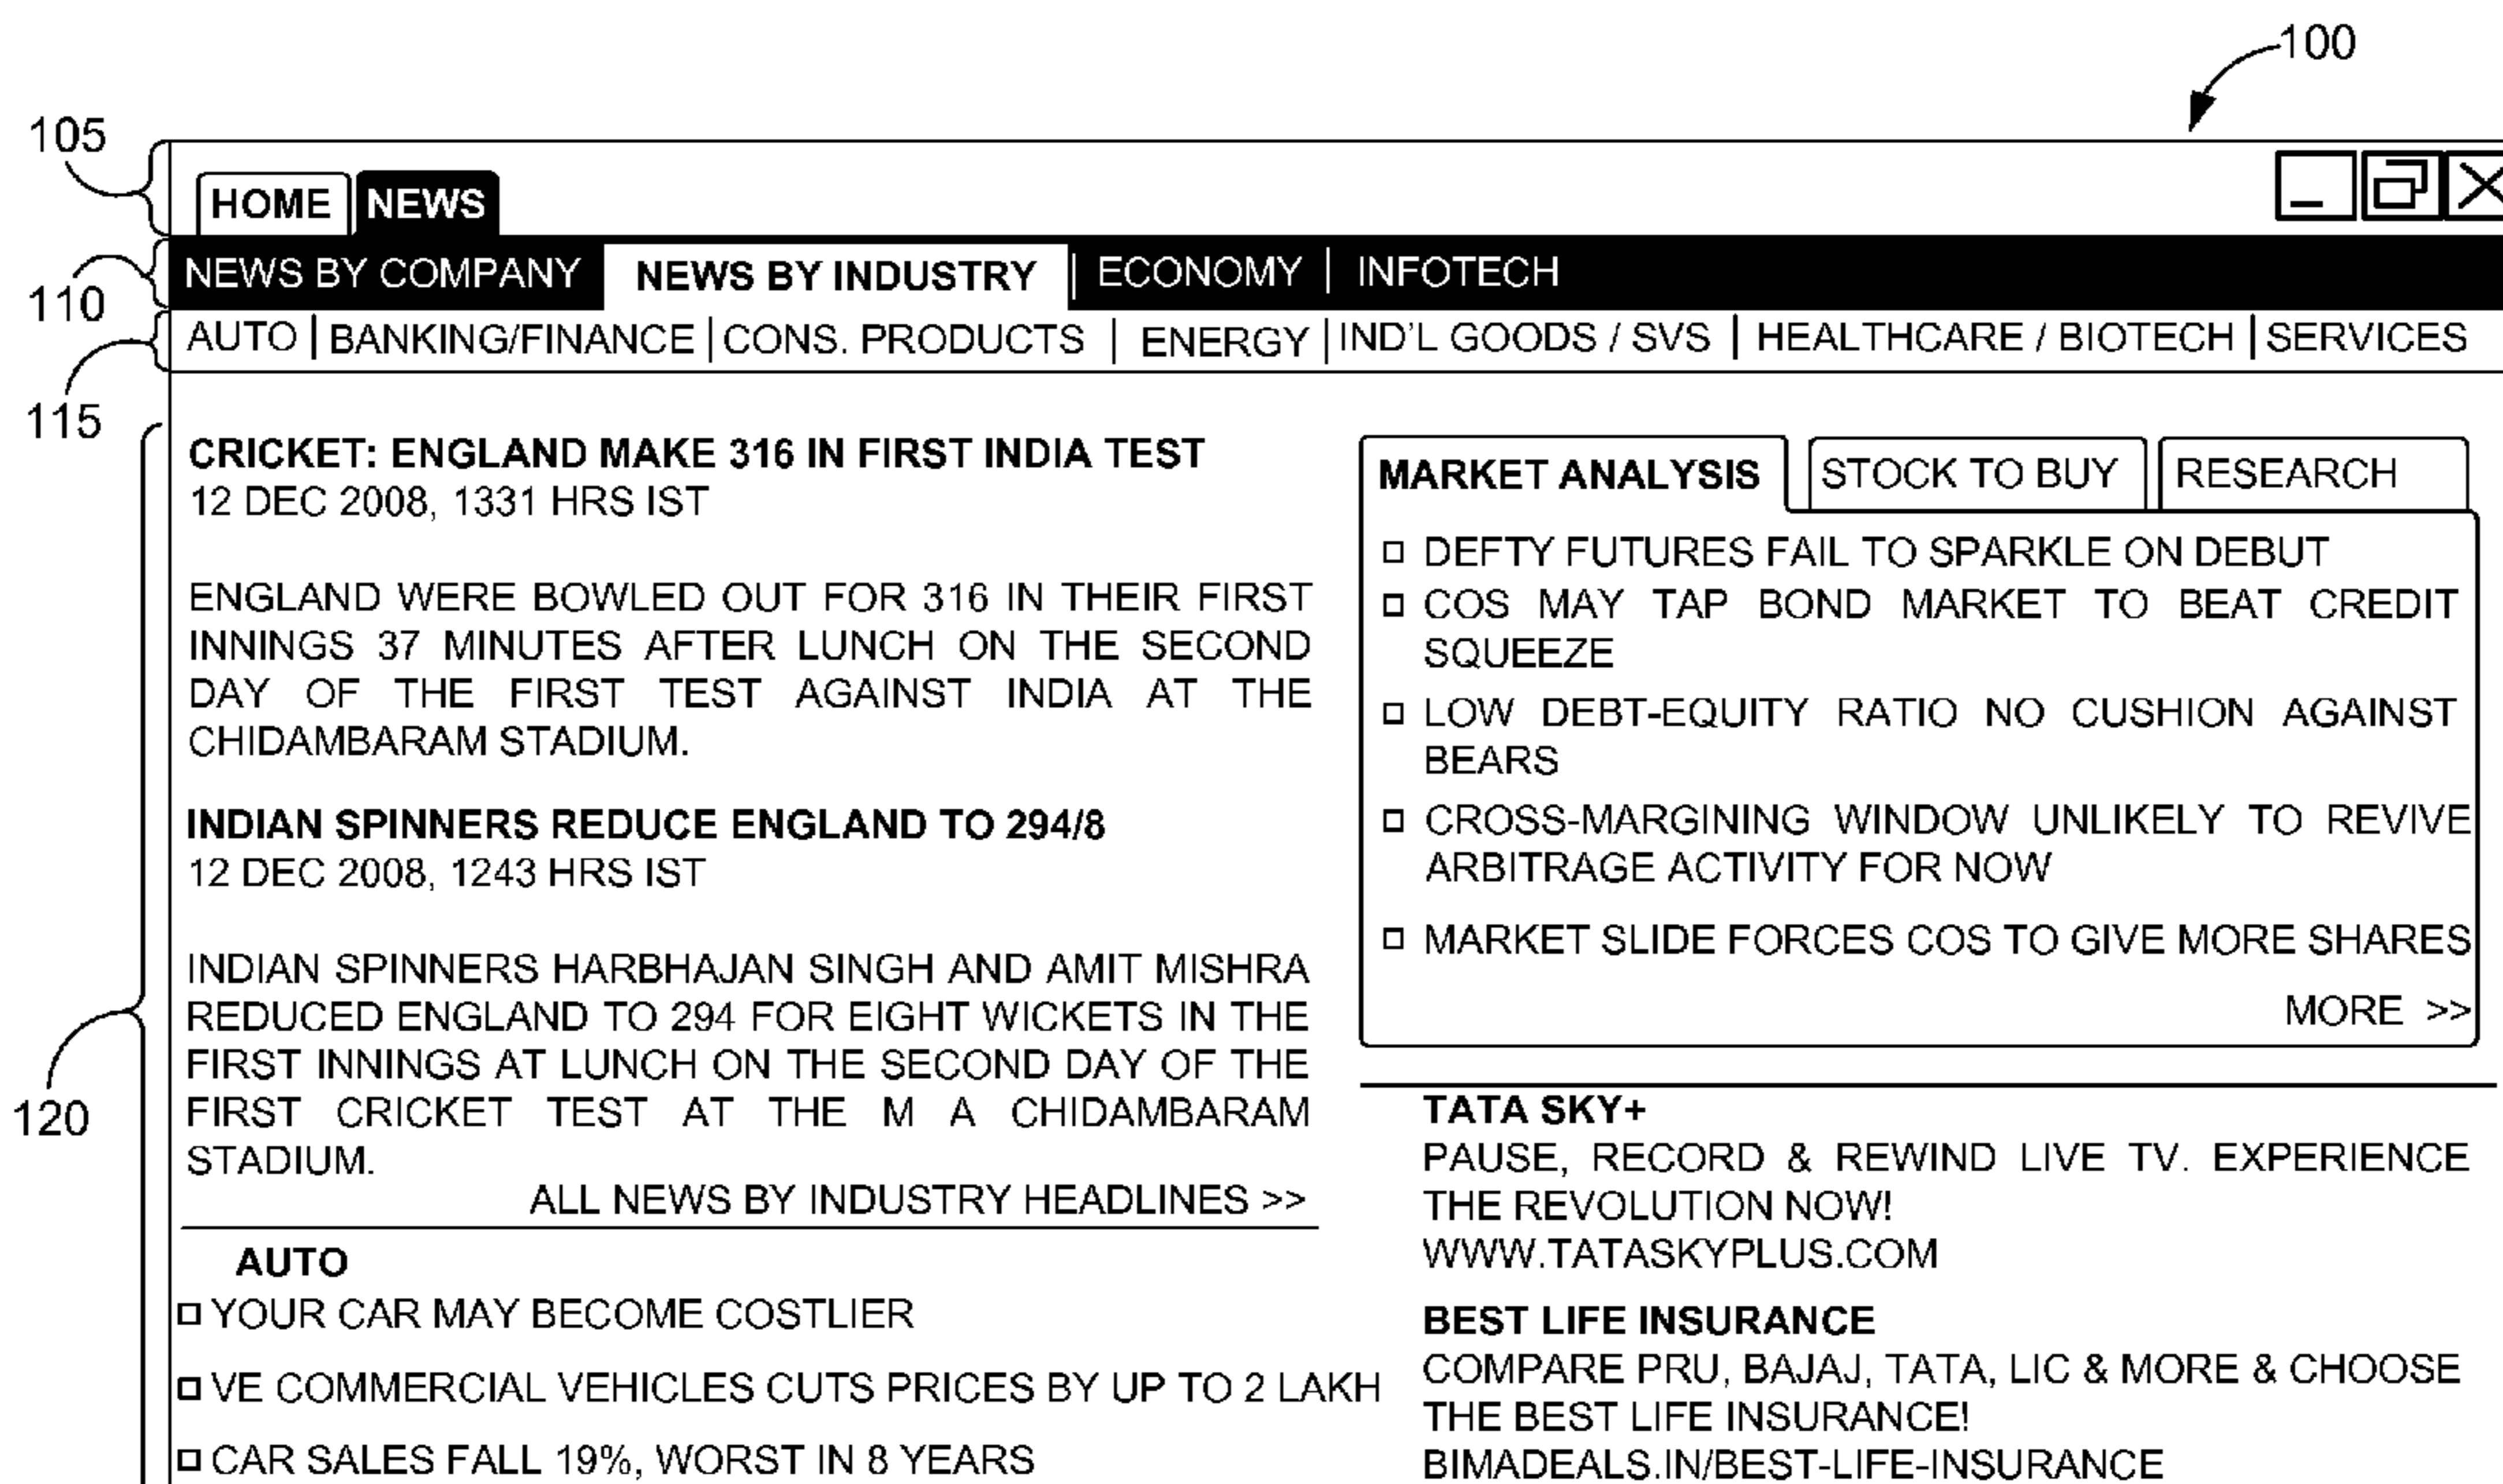 100
105
HOME NEWS
110
NEWS BY COMPANY NEWS BY INDUSTRY | ECONOMY | INFOTECH
115
AUTO | BANKING/FINANCE | CONS. PRODUCTS | ENERGY | IND'L GOODS / SVS | HEALTHCARE / BIOTECH | SERVICES
120
CRICKET: ENGLAND MAKE 316 IN FIRST INDIA TEST
12 DEC 2008, 1331 HRS IST
ENGLAND WERE BOWLED OUT FOR 316 IN THEIR FIRST
INNINGS 37 MINUTES AFTER LUNCH ON THE SECOND
DAY OF THE FIRST TEST AGAINST INDIA AT THE
CHIDAMBARAM STADIUM.
INDIAN SPINNERS REDUCE ENGLAND TO 294/8
12 DEC 2008, 1243 HRS IST
INDIAN SPINNERS HARBHAJAN SINGH AND AMIT MISHRA
REDUCED ENGLAND TO 294 FOR EIGHT WICKETS IN THE
FIRST INNINGS AT LUNCH ON THE SECOND DAY OF THE
FIRST CRICKET TEST AT THE M A CHIDAMBARAM
STADIUM.
ALL NEWS BY INDUSTRY HEADLINES >>
AUTO
YOUR CAR MAY BECOME COSTLIER
VE COMMERCIAL VEHICLES CUTS PRICES BY UP TO 2 LAKH
CAR SALES FALL 19%, WORST IN 8 YEARS
MARKET ANALYSIS STOCK TO BUY RESEARCH
DEFTY FUTURES FAIL TO SPARKLE ON DEBUT
COS MAY TAP BOND MARKET TO BEAT CREDIT
SQUEEZE
LOW DEBT-EQUITY RATIO NO CUSHION AGAINST
BEARS
CROSS-MARGINING WINDOW UNLIKELY TO REVIVE
ARBITRAGE ACTIVITY FOR NOW
MARKET SLIDE FORCES COS TO GIVE MORE SHARES
MORE >>
TATA SKY+
PAUSE, RECORD & REWIND LIVE TV. EXPERIENCE
THE REVOLUTION NOW!
WWW.TATASKYPLUS.COM
BEST LIFE INSURANCE
COMPARE PRU, BAJAJ, TATA, LIC & MORE & CHOOSE
THE BEST LIFE INSURANCE!
BIMADEALS.IN/BEST-LIFE-INSURANCE